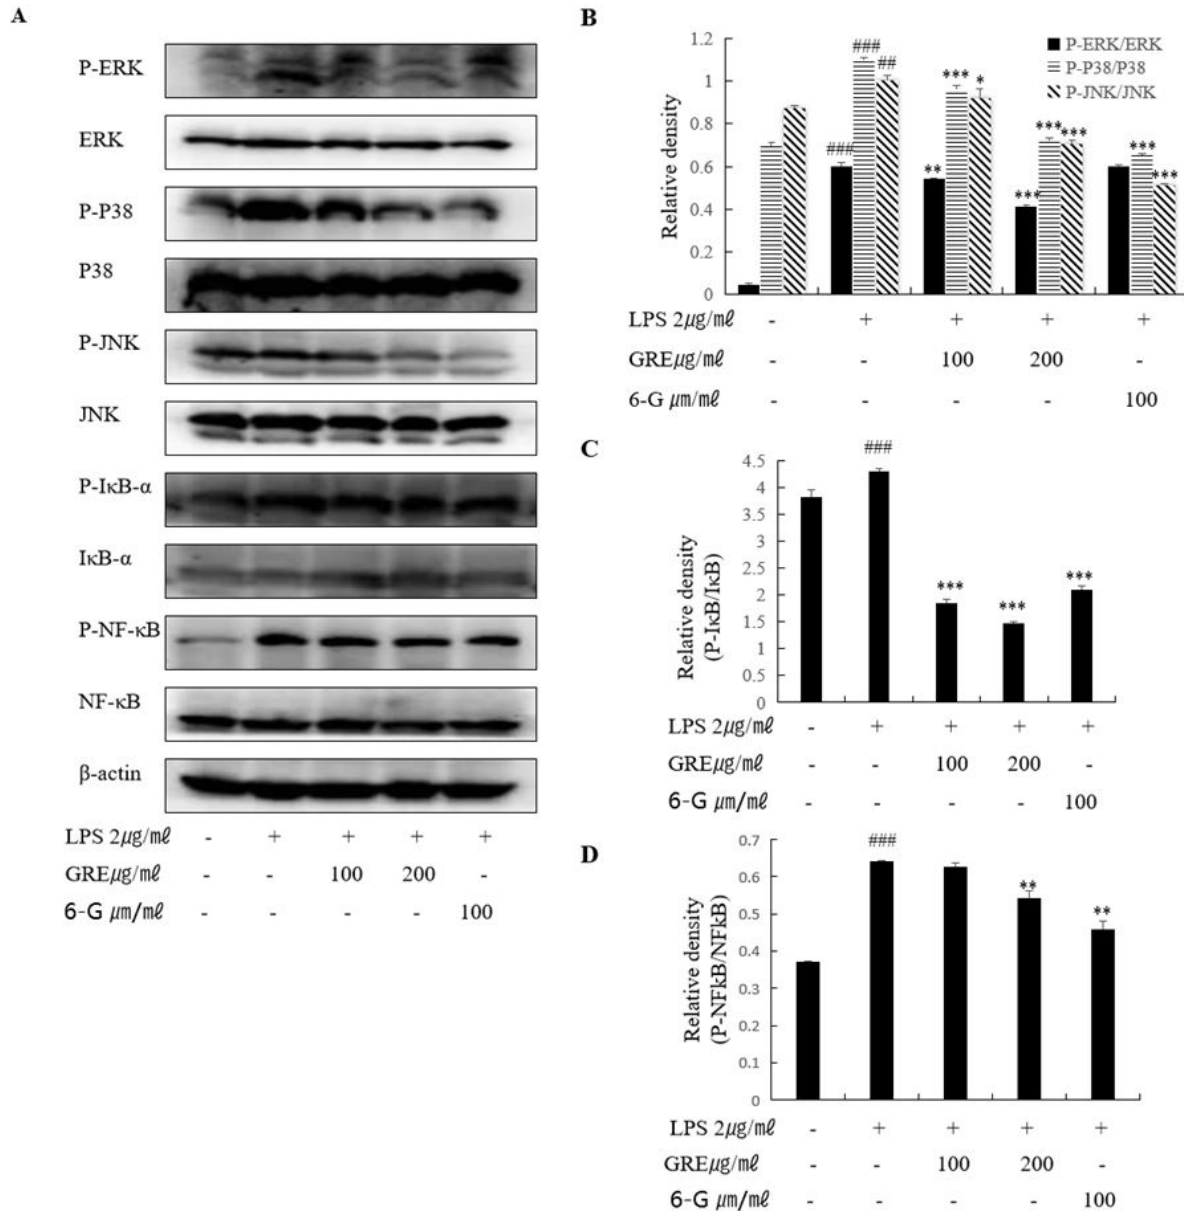 A
P-ERK
ERK
P-P38
P38
P-JNK
JNK
P-IκB-α
IκB-α
P-NF-κB
NF-κB
β-actin
LPS 2μg/mℓ - + + + +
GREμg/mℓ - - 100 200 -
6-G μm/mℓ - - - - 100
B
Relative density
1.2
1
0.8
0.6
0.4
0.2
0
P-ERK/ERK
P-P38/P38
P-JNK/JNK
### ### ##
** *** *
*** *** ***
*** ***
LPS 2μg/mℓ - + + + +
GREμg/mℓ - - 100 200 -
6-G μm/mℓ - - - - 100
C
Relative density
(P-IκB/IκB)
4.5
4
3.5
3
2.5
2
1.5
1
0.5
0
### *** *** ***
LPS 2μg/mℓ - + + + +
GREμg/mℓ - - 100 200 -
6-G μm/mℓ - - - - 100
D
Relative density
(P-NFkB/NFkB)
0.7
0.6
0.5
0.4
0.3
0.2
0.1
0
### ** **
LPS 2μg/mℓ - + + + +
GREμg/mℓ - - 100 200 -
6-G μm/mℓ - - - - 100